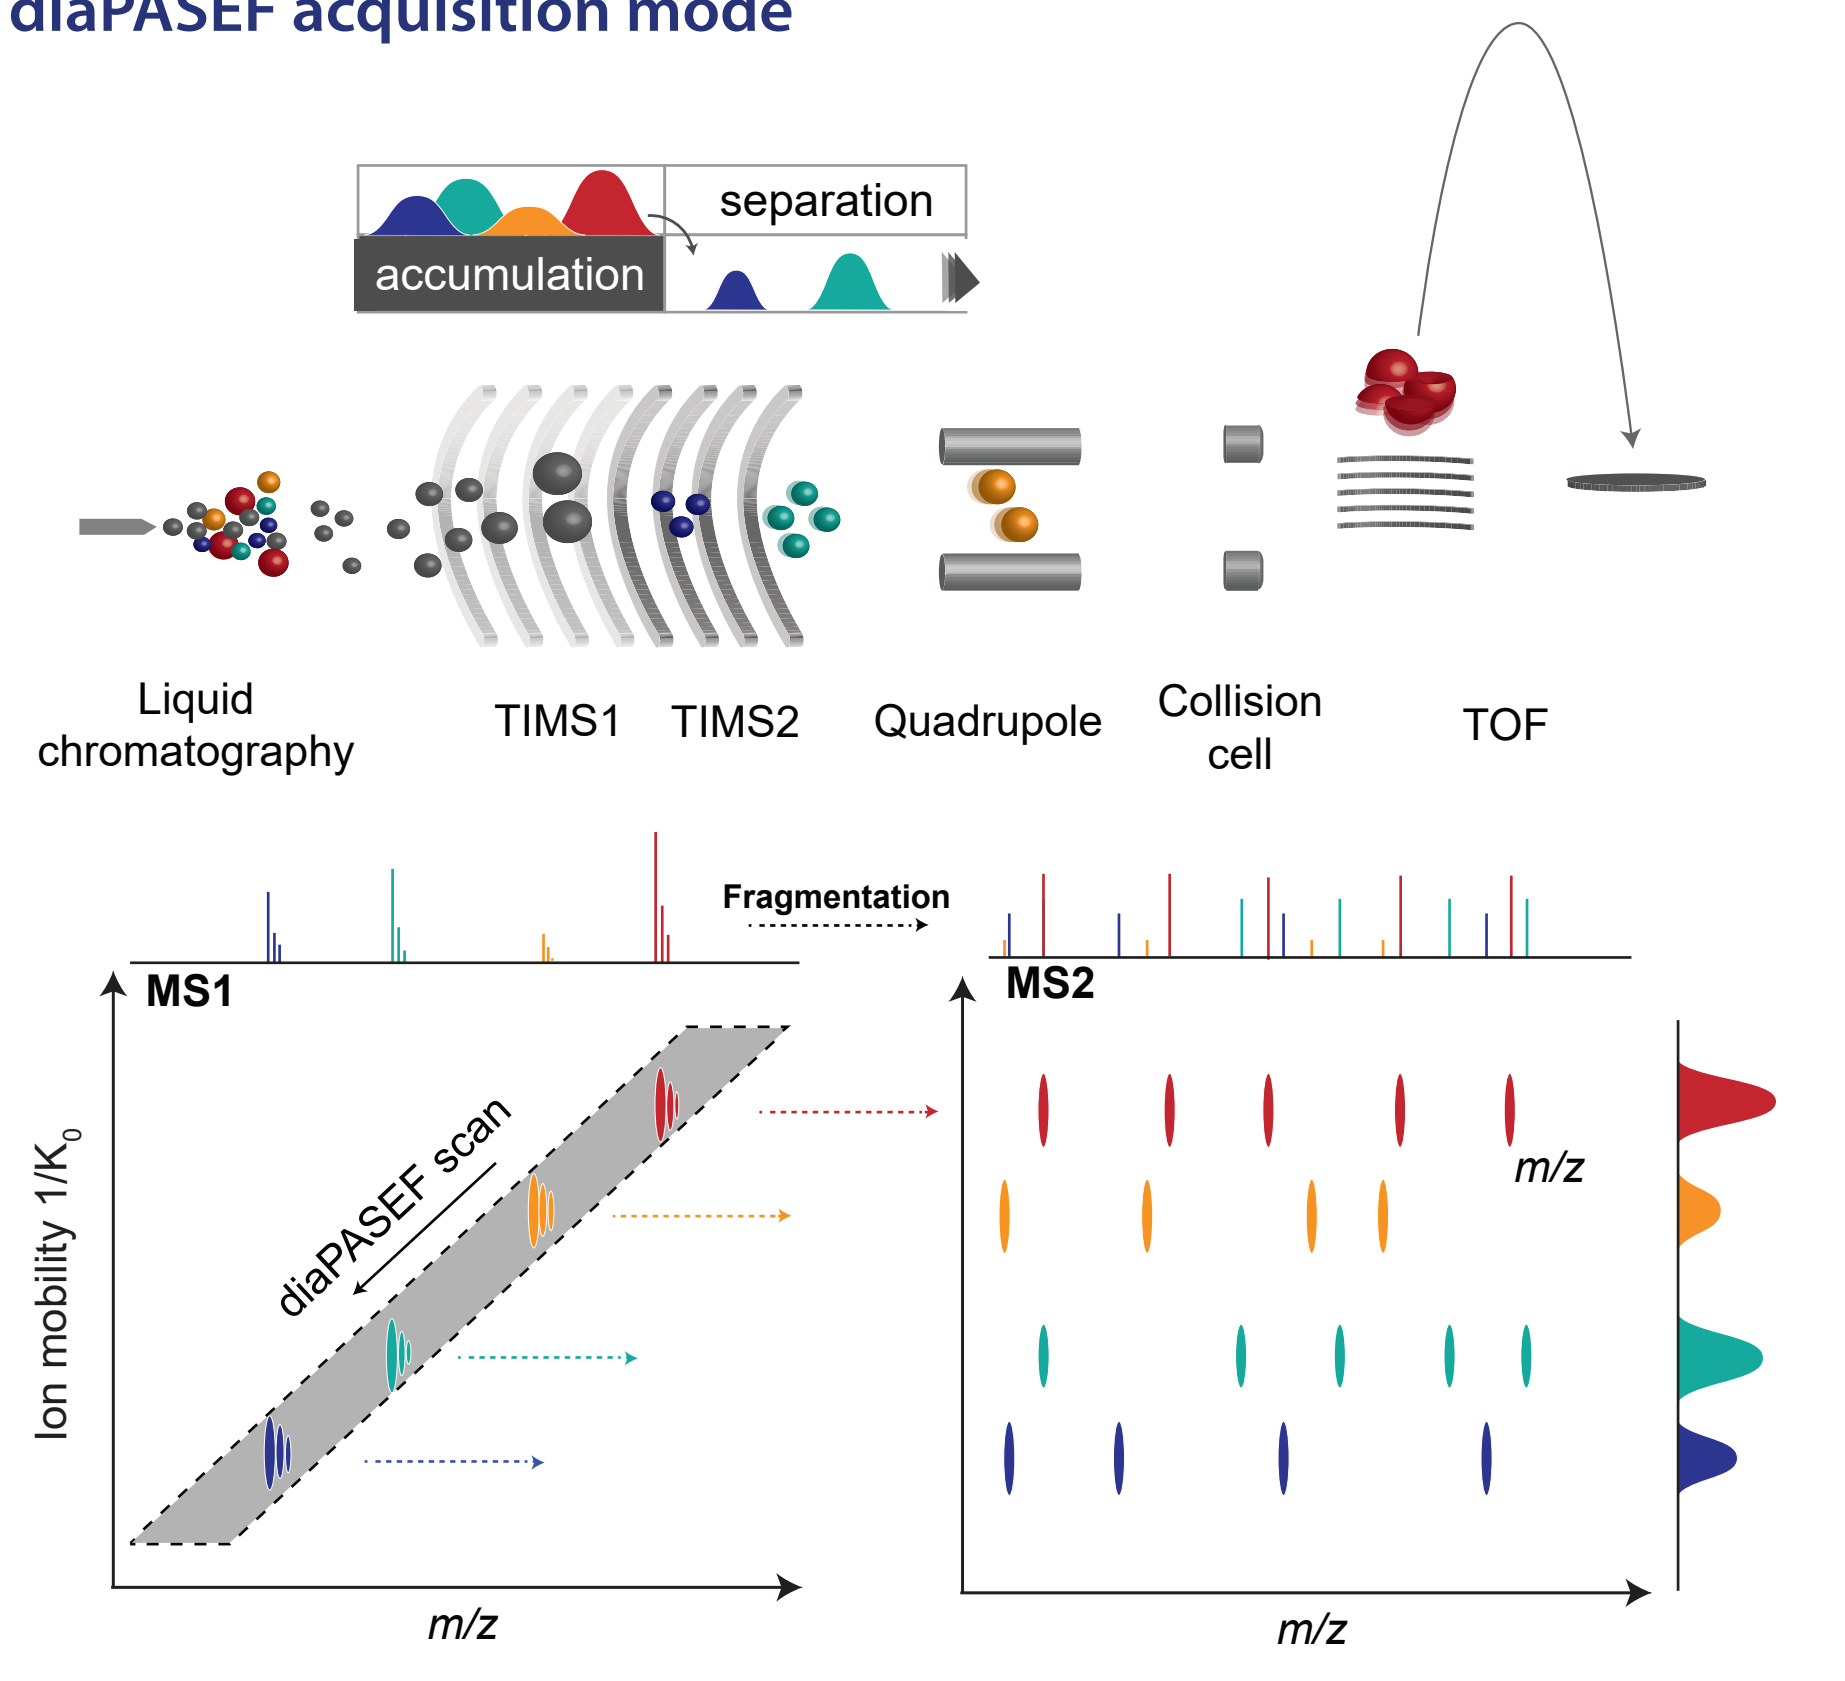 diaPASEF acquisition mode
separation
accumulation
Liquid
chromatography
TIMS1
TIMS2
Quadrupole
Collision
cell
TOF
Fragmentation
MS1
MS2
diaPASEF scan
Ion mobility 1/K0
m/z
m/z
m/z